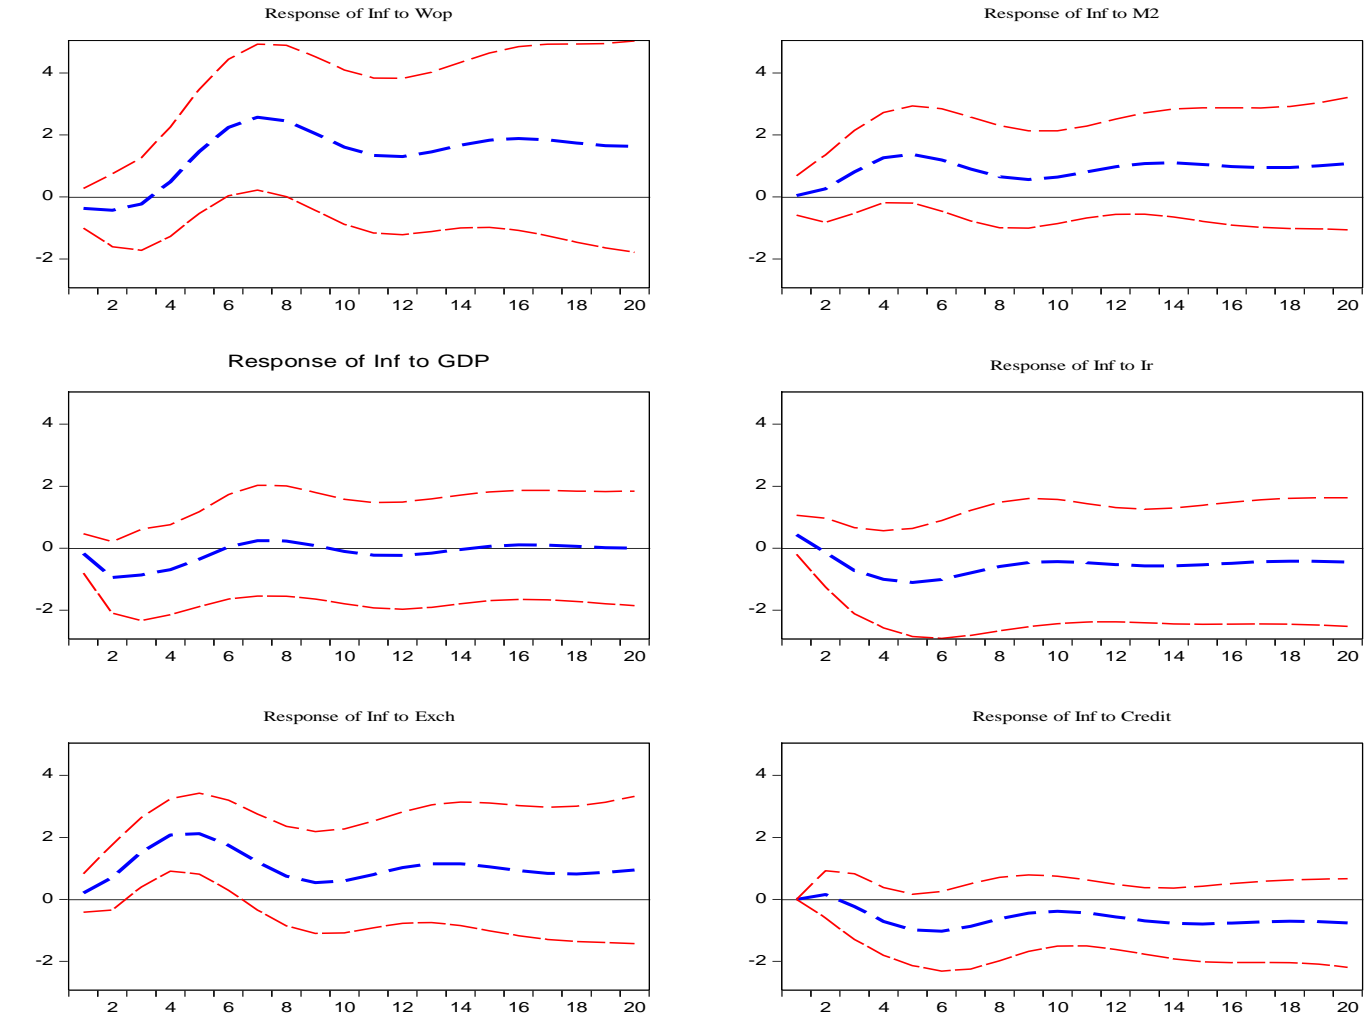 Response of Inf to Wop
4
2
0
-2
2 4 6 8 10 12 14 16 18 20
Response of Inf to M2
4
2
0
-2
2 4 6 8 10 12 14 16 18 20
Response of Inf to GDP
4
2
0
-2
2 4 6 8 10 12 14 16 18 20
Response of Inf to Ir
4
2
0
-2
2 4 6 8 10 12 14 16 18 20
Response of Inf to Exch
4
2
0
-2
2 4 6 8 10 12 14 16 18 20
Response of Inf to Credit
4
2
0
-2
2 4 6 8 10 12 14 16 18 20